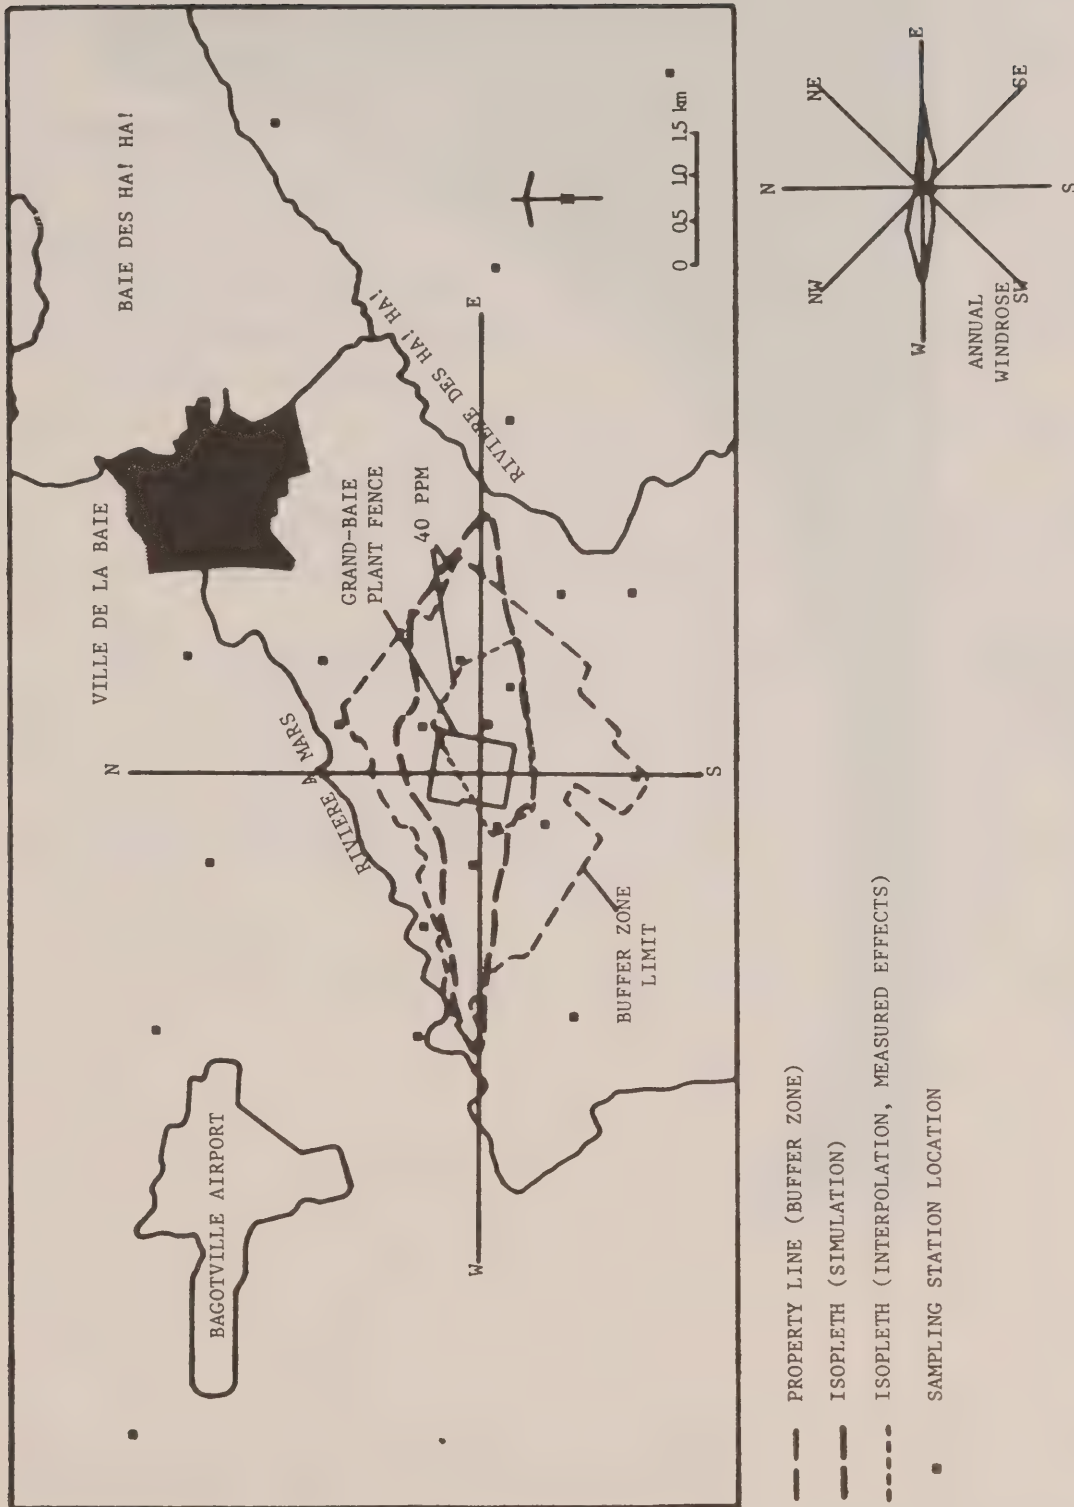 BAIE DES HA! HA!
VILLE DE LA BAIE
BAGOTVILLE AIRPORT
N
RIVIERE A MARS
GRAND-BAIE
PLANT FENCE
40 PPM
RIVIERE DES HA! HA!
W
E
S
BUFFER ZONE
LIMIT
0 0.5 1.0 1.5 km
PROPERTY LINE (BUFFER ZONE)
ISOPLETH (SIMULATION)
ISOPLETH (INTERPOLATION, MEASURED EFFECTS)
SAMPLING STATION LOCATION
N
NW
NE
W
E
SW
SE
S
ANNUAL
WINDROSE